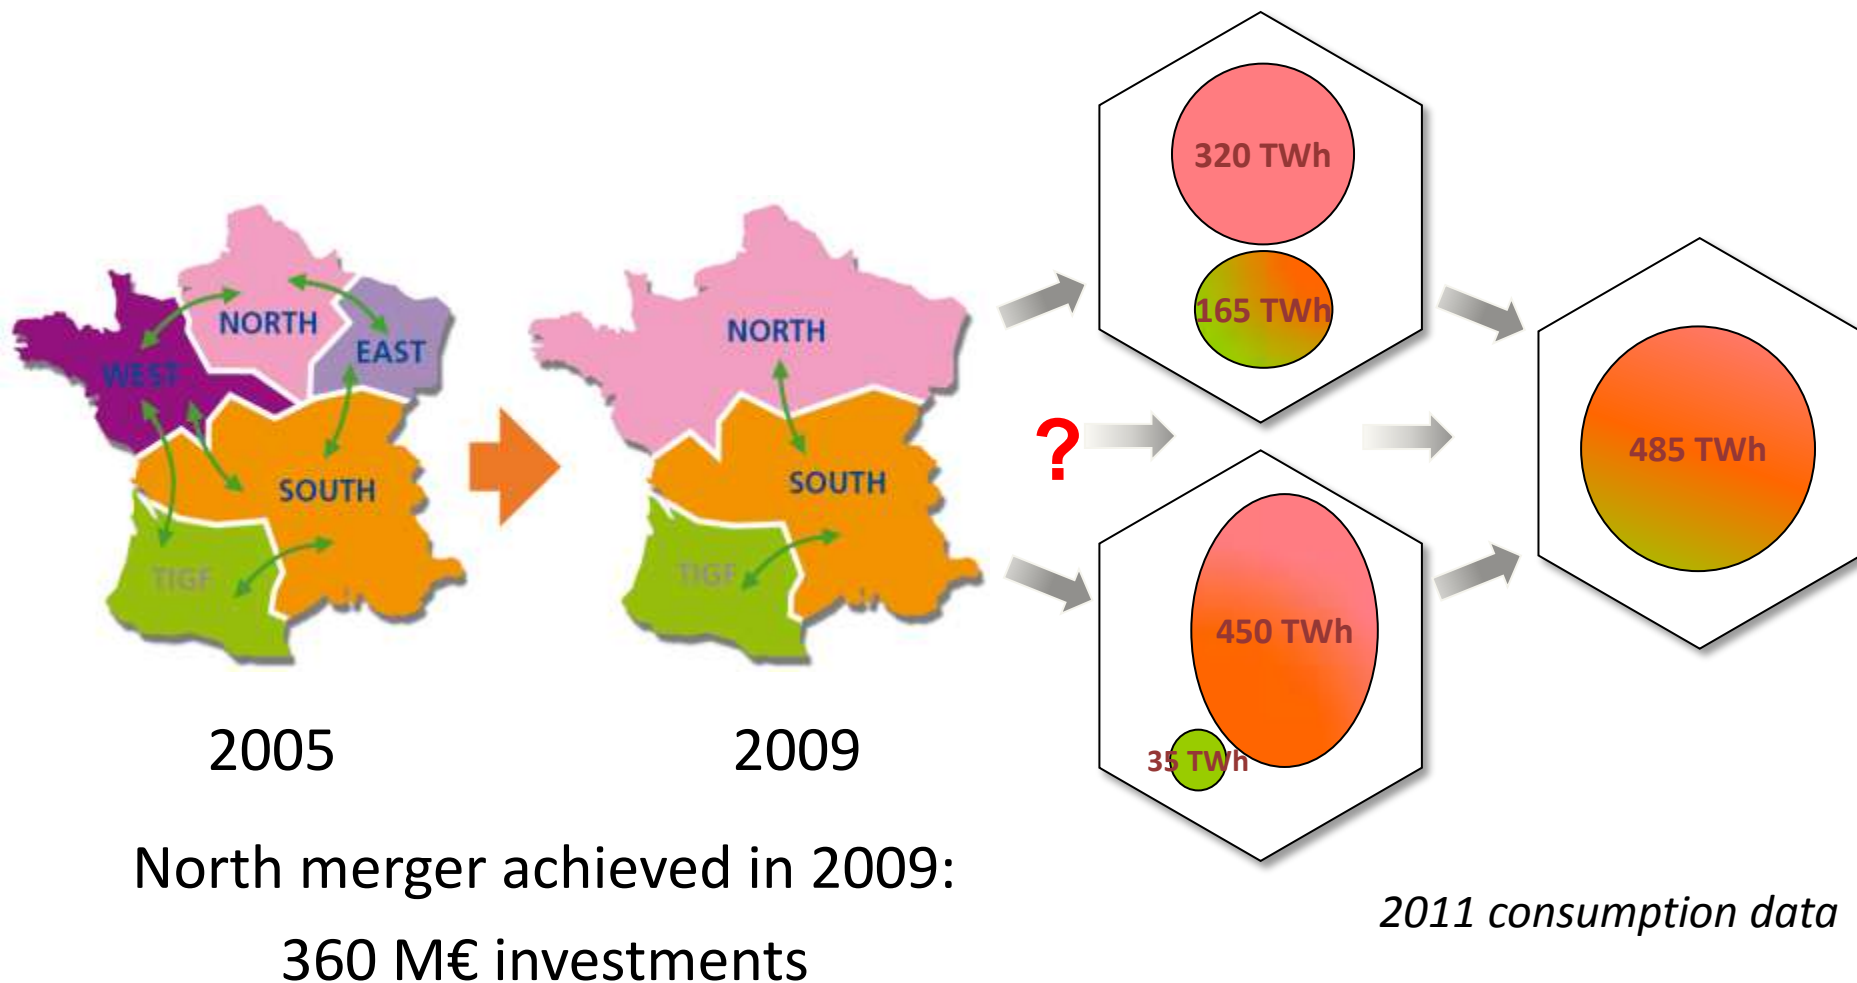 NORTH
EAST
WEST
SOUTH
TIGF
2005
NORTH
SOUTH
TIGF
2009
North merger achieved in 2009:
360 M€ investments
?
320 TWh
165 TWh
450 TWh
35 TWh
485 TWh
2011 consumption data